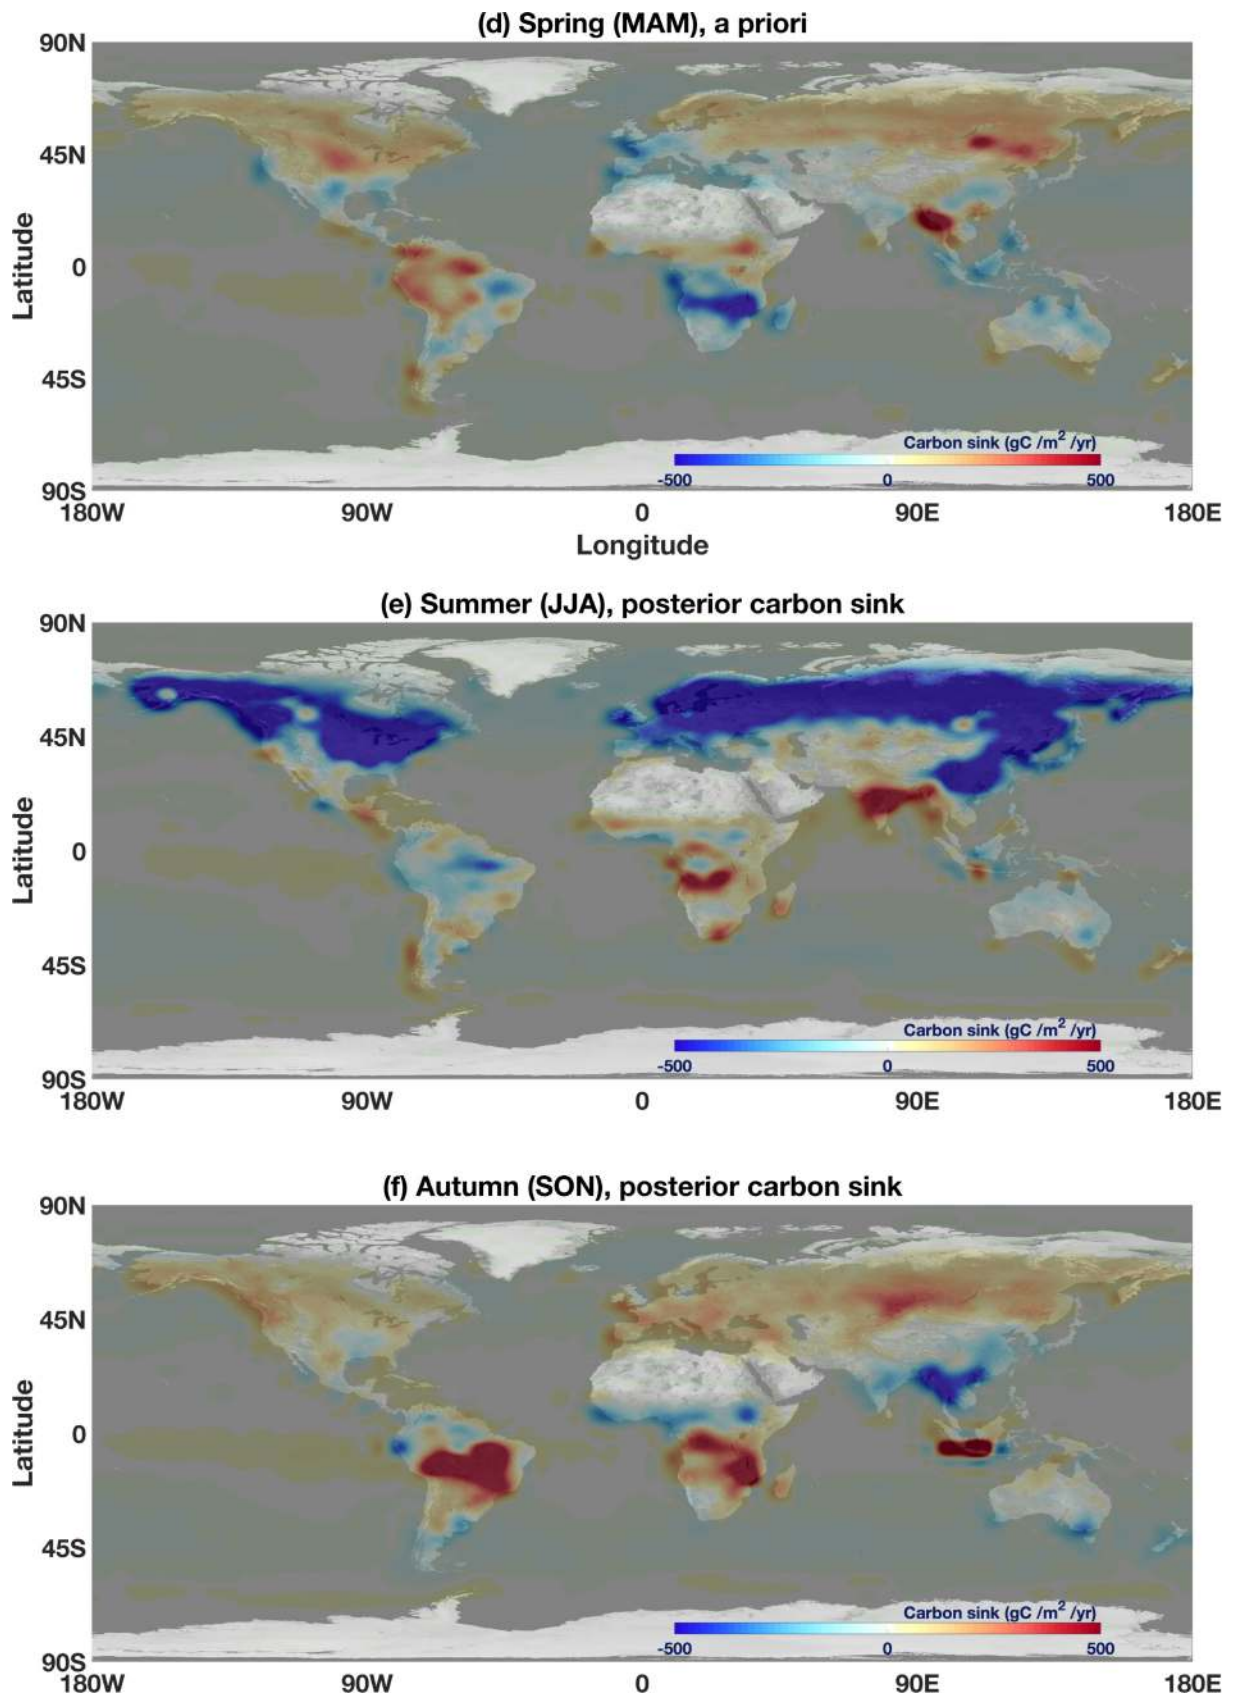 (d) Spring (MAM), a priori
90N
45N
0
45S
90S
Latitude
Carbon sink (gC /m² /yr)
-500 0 500
180W 90W 0 90E 180E
Longitude
(e) Summer (JJA), posterior carbon sink
90N
45N
0
45S
90S
Latitude
Carbon sink (gC /m² /yr)
-500 0 500
180W 90W 0 90E 180E
(f) Autumn (SON), posterior carbon sink
90N
45N
0
45S
90S
Latitude
Carbon sink (gC /m² /yr)
-500 0 500
180W 90W 0 90E 180E